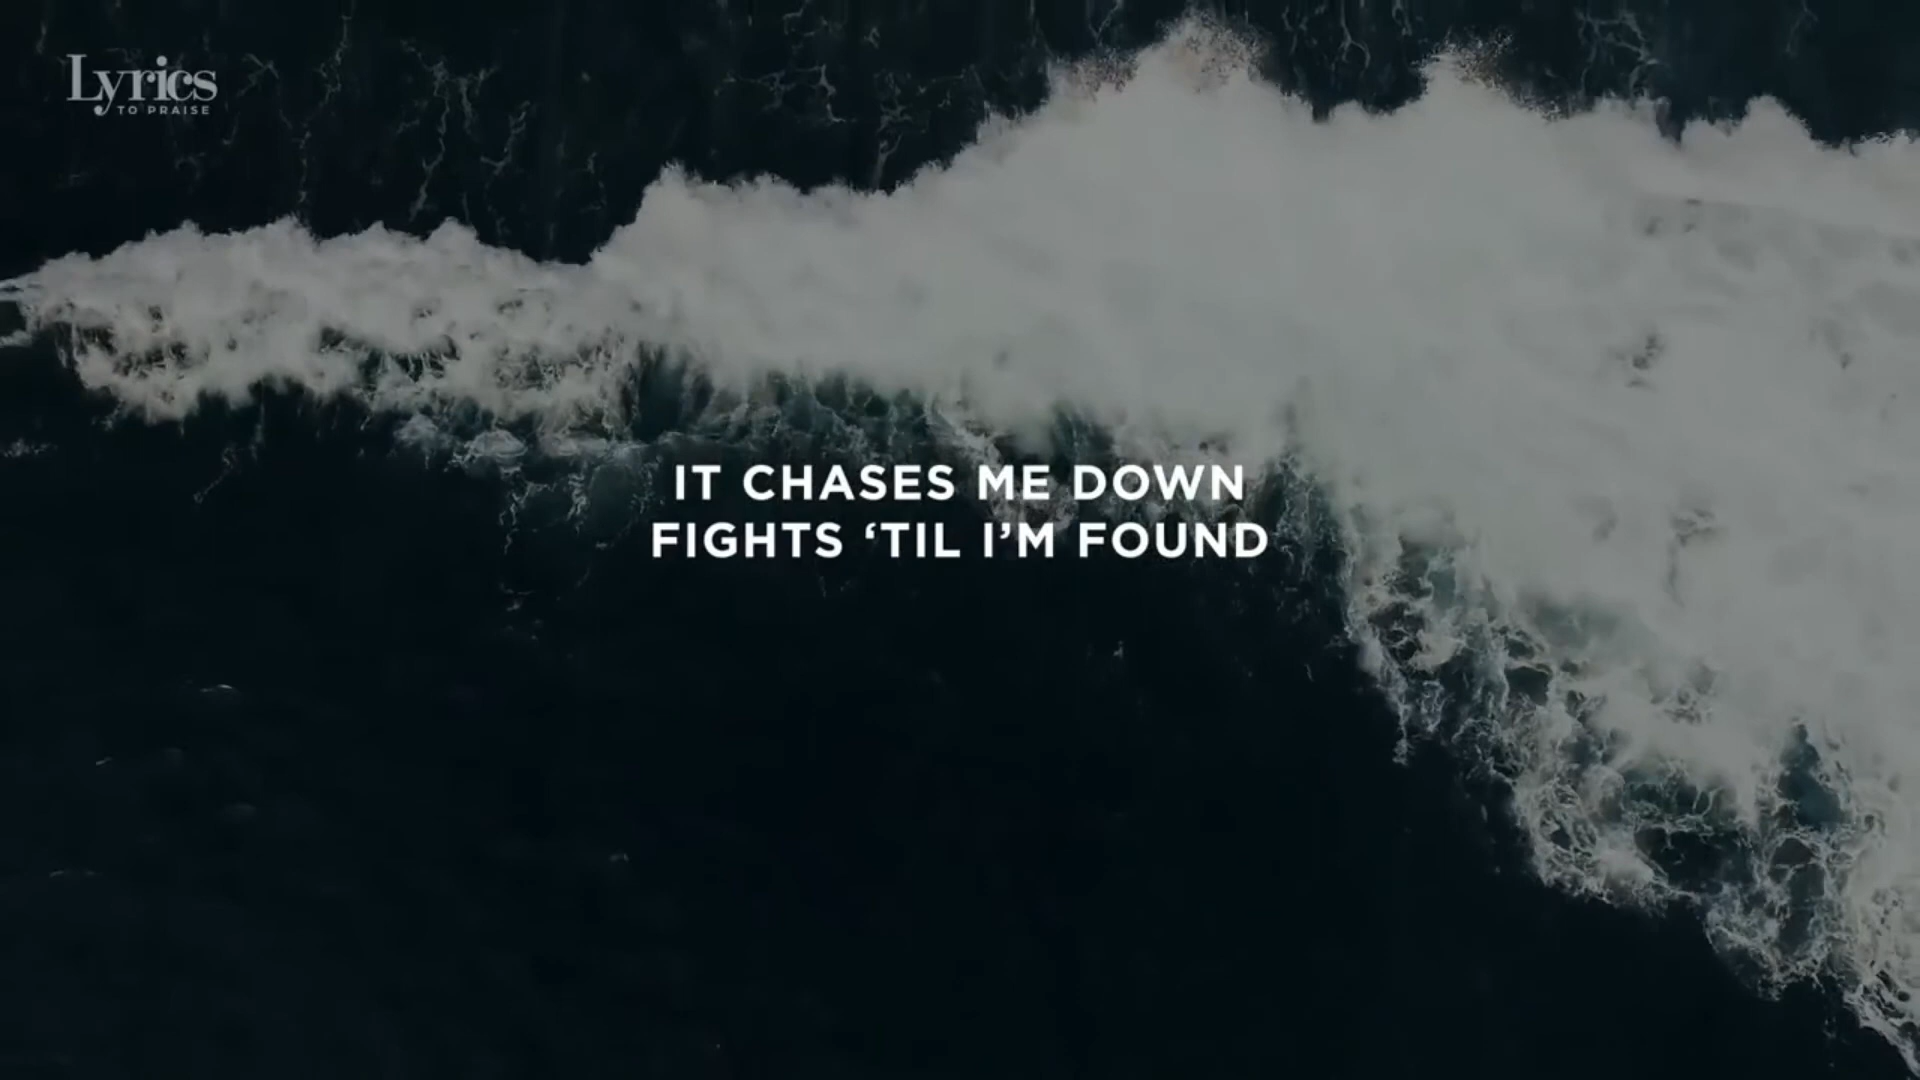 Lyrics
TO PRAISE
IT CHASES ME DOWN
FIGHTS ‘TIL I’M FOUND